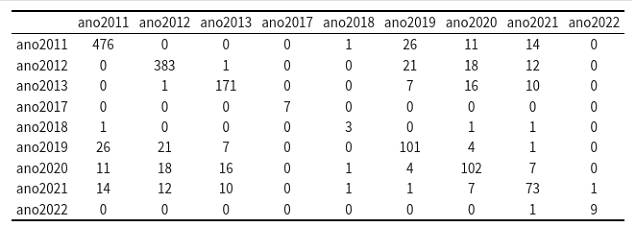 ano2011 ano2012 ano2013 ano2017 ano2018 ano2019 ano2020 ano2021 ano2022
ano2011 476 0 0 0 1 26 11 14 0
ano2012 0 383 1 0 0 21 18 12 0
ano2013 0 1 171 0 0 7 16 10 0
ano2017 0 0 0 7 0 0 0 0 0
ano2018 1 0 0 0 3 0 1 1 0
ano2019 26 21 7 0 0 101 4 1 0
ano2020 11 18 16 0 1 4 102 7 0
ano2021 14 12 10 0 1 1 7 73 1
ano2022 0 0 0 0 0 0 0 1 9